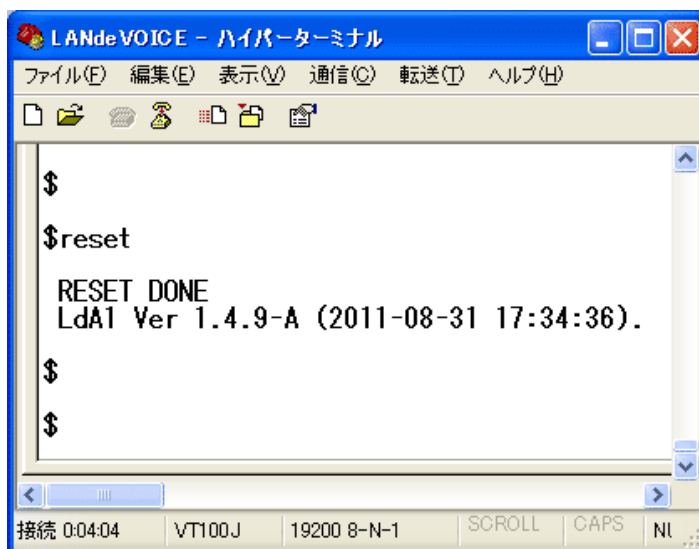 LANdeVOICE - ハイパーターミナル
ファイル(F) 編集(E) 表示(V) 通信(C) 転送(T) ヘルプ(H)
$
$reset
RESET DONE
LdA1 Ver 1.4.9-A (2011-08-31 17:34:36).
$
$
接続 0:04:04 VT100J 19200 8-N-1 SCROLL CAPS NU